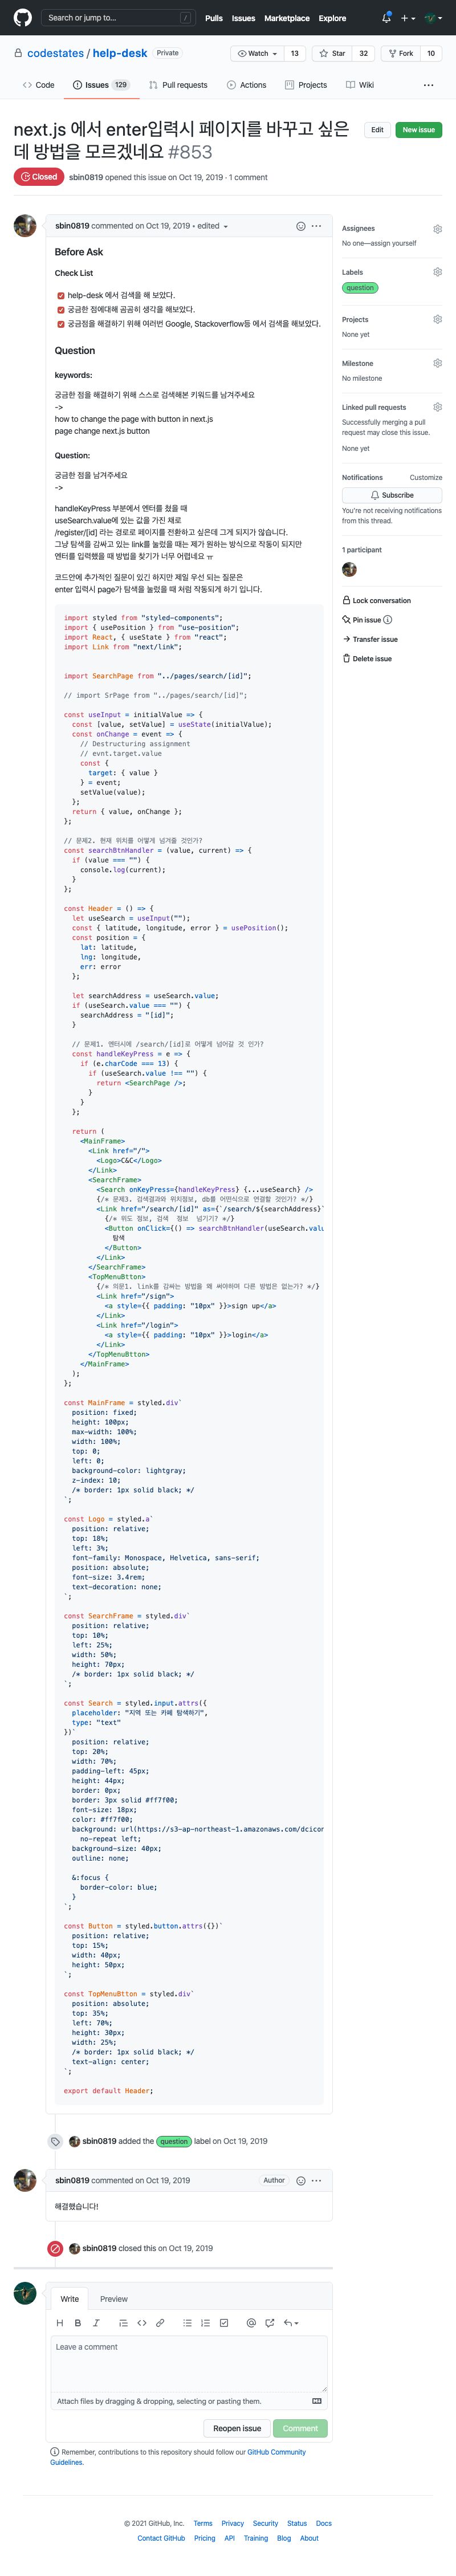 Search or jump to... /
Pulls Issues Marketplace Explore
codestates / help-desk Private
Watch 13 Star 32 Fork 10
Code Issues 129 Pull requests Actions Projects Wiki
next.js 에서 enter입력시 페이지를 바꾸고 싶은
데 방법을 모르겠네요 #853
Edit New issue
Closed sbin0819 opened this issue on Oct 19, 2019 · 1 comment
sbin0819 commented on Oct 19, 2019 • edited
Before Ask
Check List
help-desk 에서 검색을 해 보았다.
궁금한 점에대해 곰곰히 생각을 해보았다.
궁금점을 해결하기 위해 여러번 Google, Stackoverflow등 에서 검색을 해보았다.
Question
keywords:
궁금한 점을 해결하기 위해 스스로 검색해본 키워드를 남겨주세요
->
how to change the page with button in next.js
page change next.js button
Question:
궁금한 점을 남겨주세요
->
handleKeyPress 부분에서 엔터를 쳤을 때
useSearch.value에 있는 값을 가진 채로
/register/[id] 라는 경로로 페이지를 전환하고 싶은데 그게 되지가 않습니다.
그냥 탐색을 감싸고 있는 link를 눌렀을 때는 제가 원하는 방식으로 작동이 되지만
엔터를 입력했을 때 방법을 찾기가 너무 어렵네요 ㅠ
코드안에 추가적인 질문이 있긴 하지만 제일 우선 되는 질문은
enter 입력시 page가 탐색을 눌렀을 때 처럼 작동되게 하기 입니다.
import styled from "styled-components";
import { usePosition } from "use-position";
import React, { useState } from "react";
import Link from "next/link";
import SearchPage from "../pages/search/[id]";
// import SrPage from "../pages/search/[id]";
const useInput = initialValue => {
const [value, setValue] = useState(initialValue);
const onChange = event => {
// Destructuring assignment
// evnt.target.value
const {
target: { value }
} = event;
setValue(value);
};
return { value, onChange };
};
// 문제2. 현재 위치를 어떻게 넘겨줄 것인가?
const searchBtnHandler = (value, current) => {
if (value === "") {
console.log(current);
}
};
const Header = () => {
let useSearch = useInput("");
const { latitude, longitude, error } = usePosition();
const position = {
lat: latitude,
lng: longitude,
err: error
};
let searchAddress = useSearch.value;
if (useSearch.value === "") {
searchAddress = "[id]";
}
// 문제1. 엔터시에 /search/[id]로 어떻게 넘어갈 것 인가?
const handleKeyPress = e => {
if (e.charCode === 13) {
if (useSearch.value !== "") {
return <SearchPage />;
}
}
};
return (
<MainFrame>
<Link href="/">
<Logo>C&C</Logo>
</Link>
<SearchFrame>
<Search onKeyPress={handleKeyPress} {...useSearch} />
{/* 문제3. 검색결과와 위치정보, db를 어떤식으로 연결할 것인가? */}
<Link href="/search/[id]" as={`/search/${searchAddress}`
{/* 위도 정보, 검색 정보 넘기기? */}
<Button onClick={() => searchBtnHandler(useSearch.valu
탐색
</Button>
</Link>
</SearchFrame>
<TopMenuBtton>
{/* 의문1. link를 감싸는 방법을 왜 써야하며 다른 방법은 없는가? */}
<Link href="/sign">
<a style={{ padding: "10px" }}>sign up</a>
</Link>
<Link href="/login">
<a style={{ padding: "10px" }}>login</a>
</Link>
</TopMenuBtton>
</MainFrame>
);
};
const MainFrame = styled.div`
position: fixed;
height: 100px;
max-width: 100%;
width: 100%;
top: 0;
left: 0;
background-color: lightgray;
z-index: 10;
/* border: 1px solid black; */
`;
const Logo = styled.a`
position: relative;
top: 18%;
left: 3%;
font-family: Monospace, Helvetica, sans-serif;
position: absolute;
font-size: 3.4rem;
text-decoration: none;
`;
const SearchFrame = styled.div`
position: relative;
top: 10%;
left: 25%;
width: 50%;
height: 70px;
/* border: 1px solid black; */
`;
const Search = styled.input.attrs({
placeholder: "지역 또는 카페 탐색하기",
type: "text"
})`
position: relative;
top: 20%;
width: 70%;
padding-left: 45px;
height: 44px;
border: 0px;
border: 3px solid #ff7f00;
font-size: 18px;
color: #ff7f00;
background: url(https://s3-ap-northeast-1.amazonaws.com/dcicon
no-repeat left;
background-size: 40px;
outline: none;
&:focus {
border-color: blue;
}
`;
const Button = styled.button.attrs({})`
position: relative;
top: 15%;
width: 40px;
height: 50px;
`;
const TopMenuBtton = styled.div`
position: absolute;
top: 35%;
left: 70%;
height: 30px;
width: 25%;
/* border: 1px solid black; */
text-align: center;
`;
export default Header;
Assignees
No one—assign yourself
Labels
question
Projects
None yet
Milestone
No milestone
Linked pull requests
Successfully merging a pull
request may close this issue.
None yet
Notifications Customize
Subscribe
You're not receiving notifications
from this thread.
1 participant
Lock conversation
Pin issue
Transfer issue
Delete issue
sbin0819 added the question label on Oct 19, 2019
sbin0819 commented on Oct 19, 2019 Author
해결했습니다!
sbin0819 closed this on Oct 19, 2019
Write Preview
Leave a comment
Attach files by dragging & dropping, selecting or pasting them.
Reopen issue Comment
Remember, contributions to this repository should follow our GitHub Community
Guidelines.
© 2021 GitHub, Inc. Terms Privacy Security Status Docs
Contact GitHub Pricing API Training Blog About